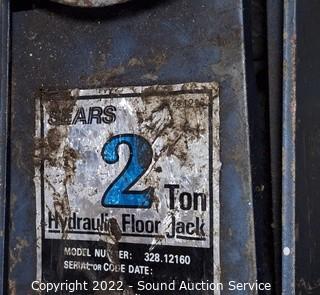 SEARS
2
Ton
Hydraulic Floor Jack
MODEL NUMBER: 328.12160
SERIAL OR CODE DATE:
Copyright 2022 - Sound Auction Service